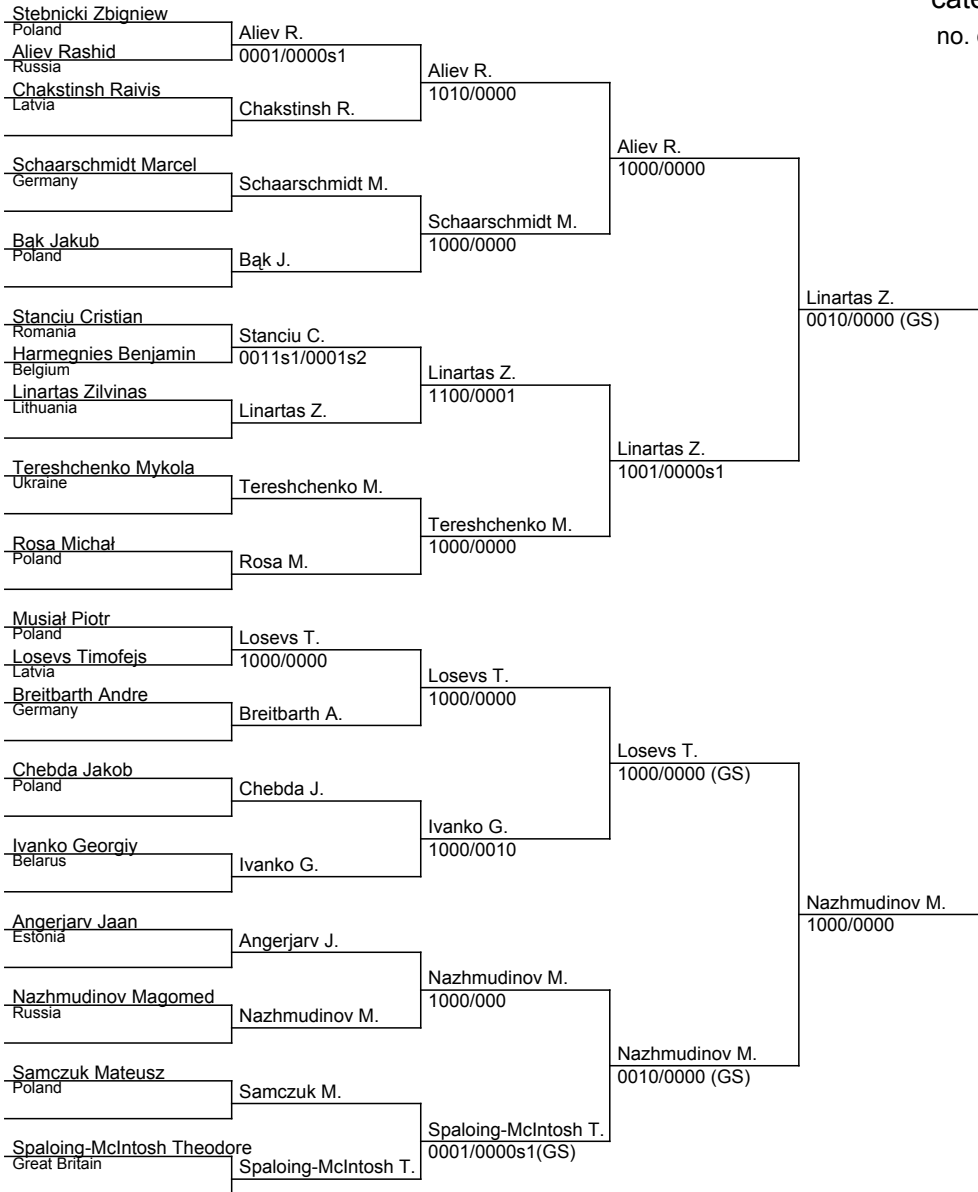 Stebnicki Zbigniew
Poland
Aliev Rashid
Russia
Chakstinsh Raivis
Latvia
Schaarschmidt Marcel
Germany
Bąk Jakub
Poland
Stanciu Cristian
Romania
Harmegnies Benjamin
Belgium
Linartas Zilvinas
Lithuania
Tereshchenko Mykola
Ukraine
Rosa Michał
Poland
Musiał Piotr
Poland
Losevs Timofejs
Latvia
Breitbarth Andre
Germany
Chebda Jakob
Poland
Ivanko Georgiy
Belarus
Angerjarv Jaan
Estonia
Nazhmudinov Magomed
Russia
Samczuk Mateusz
Poland
Spaloing-McIntosh Theodore
Great Britain
Aliev R.
0001/0000s1
Chakstinsh R.
Schaarschmidt M.
Bąk J.
Stanciu C.
0011s1/0001s2
Linartas Z.
Tereshchenko M.
Rosa M.
Losevs T.
1000/0000
Breitbarth A.
Chebda J.
Ivanko G.
Angerjarv J.
Nazhmudinov M.
Samczuk M.
Spaloing-McIntosh T.
Aliev R.
1010/0000
Schaarschmidt M.
1000/0000
Linartas Z.
1100/0001
Tereshchenko M.
1000/0000
Losevs T.
1000/0000
Ivanko G.
1000/0010
Nazhmudinov M.
1000/000
Spaloing-McIntosh T.
0001/0000s1(GS)
Aliev R.
1000/0000
Linartas Z.
1001/0000s1
Losevs T.
1000/0000 (GS)
Nazhmudinov M.
0010/0000 (GS)
Linartas Z.
0010/0000 (GS)
Nazhmudinov M.
1000/0000
no.